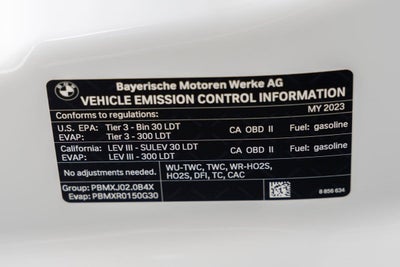 BMW
Bayerische Motoren Werke AG
VEHICLE EMISSION CONTROL INFORMATION
Conforms to regulations: MY 2023
U.S. EPA: Tier 3 - Bin 30 LDT CA OBD II Fuel: gasoline
EVAP: Tier 3 - 300 LDT
California: LEV III - SULEV 30 LDT CA OBD II Fuel: gasoline
EVAP: LEV III - 300 LDT
No adjustments needed. WU-TWC, TWC, WR-HO2S,
HO2S, DFI, TC, CAC
Group: PBMXJ02.0B4X
Evap: PBMXR0150G30 8 856 634